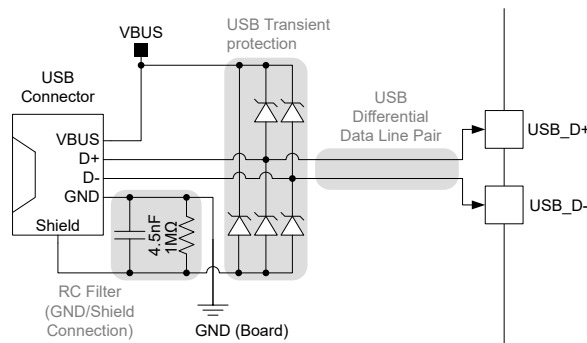 VBUS
USB Transient
protection
USB
Connector
VBUS
D+
D-
GND
Shield
USB
Differential
Data Line Pair
USB_D+
USB_D-
4.5nF
1MΩ
RC Filter
(GND/Shield
Connection)
GND (Board)